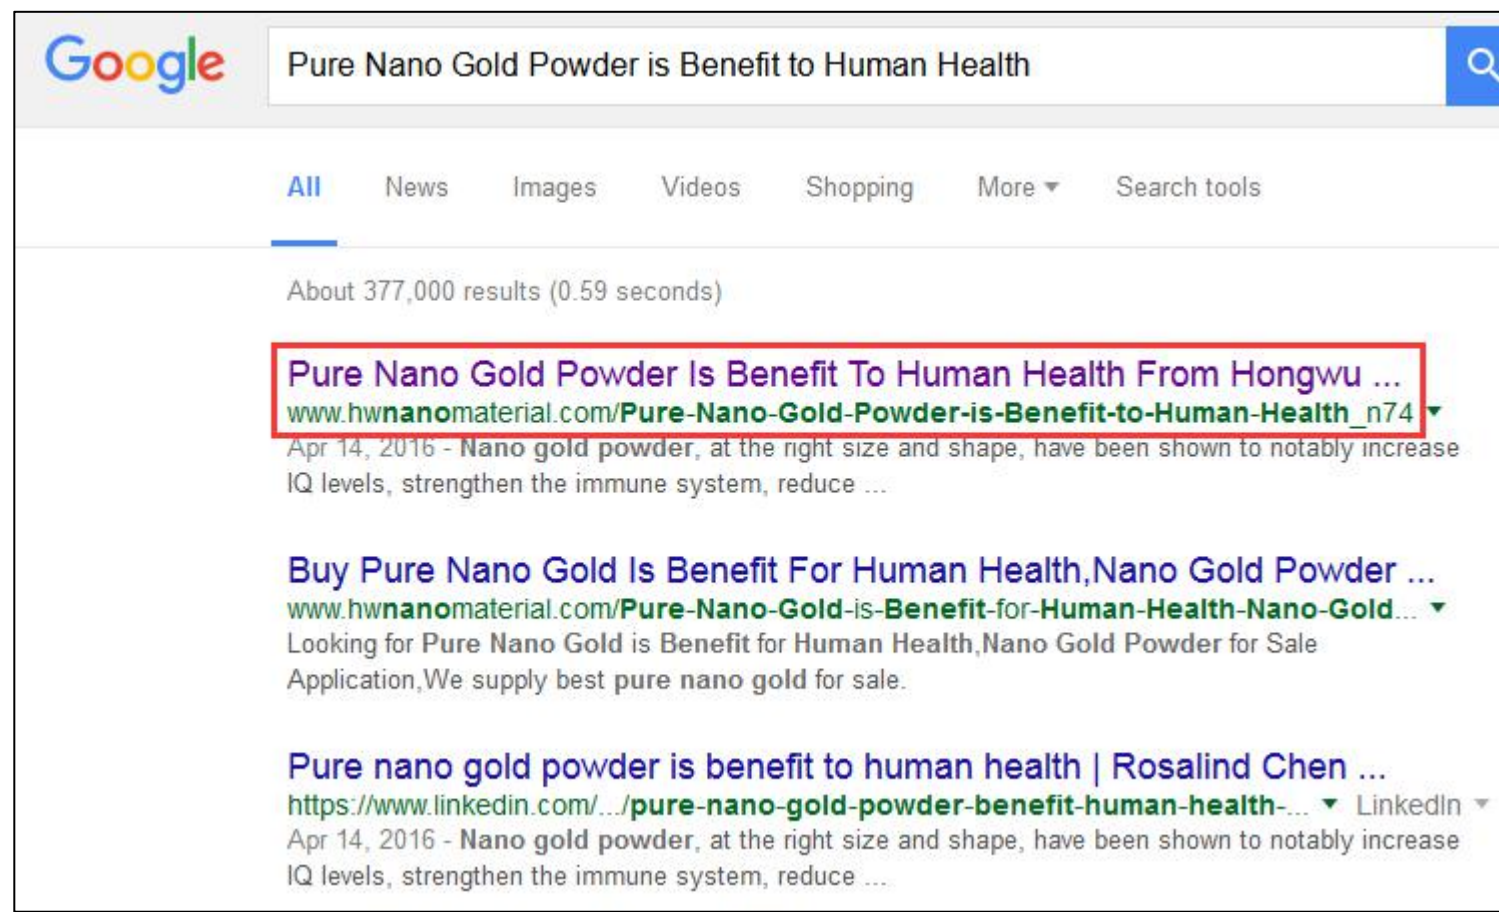 Google
Pure Nano Gold Powder is Benefit to Human Health
All News Images Videos Shopping More Search tools
About 377,000 results (0.59 seconds)
Pure Nano Gold Powder Is Benefit To Human Health From Hongwu ...
www.hwnanomaterial.com/Pure-Nano-Gold-Powder-is-Benefit-to-Human-Health_n74
Apr 14, 2016 - Nano gold powder, at the right size and shape, have been shown to notably increase
IQ levels, strengthen the immune system, reduce ...
Buy Pure Nano Gold Is Benefit For Human Health,Nano Gold Powder ...
www.hwnanomaterial.com/Pure-Nano-Gold-is-Benefit-for-Human-Health-Nano-Gold...
Looking for Pure Nano Gold is Benefit for Human Health,Nano Gold Powder for Sale
Application,We supply best pure nano gold for sale.
Pure nano gold powder is benefit to human health | Rosalind Chen ...
https://www.linkedin.com/.../pure-nano-gold-powder-benefit-human-health-... LinkedIn
Apr 14, 2016 - Nano gold powder, at the right size and shape, have been shown to notably increase
IQ levels, strengthen the immune system, reduce ...